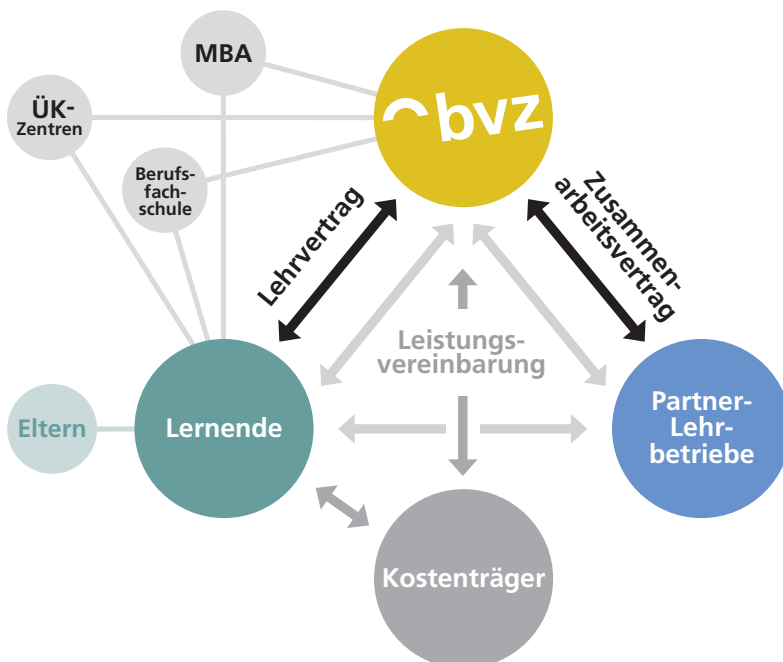 MBA
bvz
ÜK-
Zentren
Berufs-
fach-
schule
Lehrvertrag
Zusammen-
arbeitsvertrag
Leistungs-
vereinbarung
Eltern
Lernende
Partner-
Lehr-
betriebe
Kostenträger